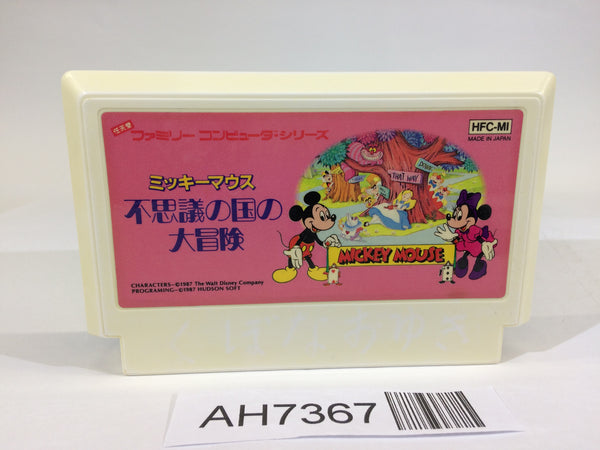 任天堂
ファミリー コンピュータ・シリーズ
HFC-MI
MADE IN JAPAN
ミッキーマウス
不思議の国の
大冒険
DOWN
THAT WAY
MICKEY MOUSE
CHARACTERS-©1987 The Walt Disney Company
PROGRAMING-©1987 HUDSON SOFT
AH7367